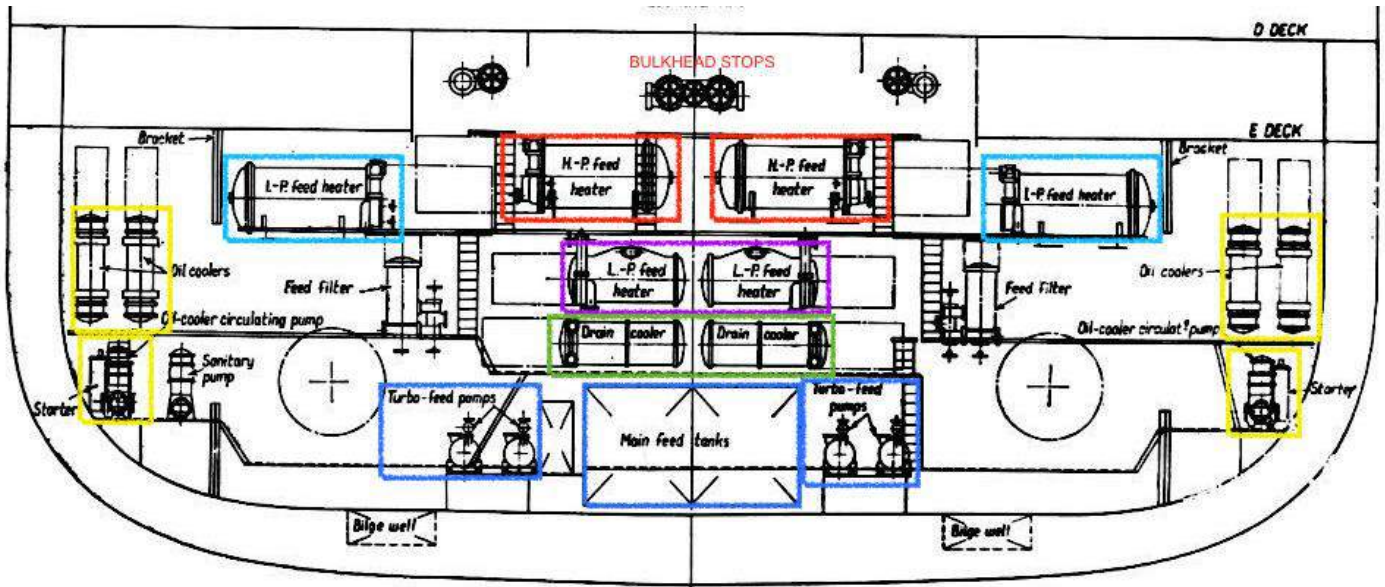 D DECK
BULKHEAD STOPS
E DECK
Bracket
Bracket
L-P. feed heater
H.-P. feed
heater
H.-P. feed
heater
L-P. feed heater
Oil coolers
Feed filter
L.-P. feed
heater
L.-P. feed
heater
Feed filter
Oil coolers
Oil-cooler circulating pump
Drain cooler
Drain cooler
Oil-cooler circulatg pump
Sanitary
pump
Starter
Turbo-feed pumps
Main feed tanks
Turbo-feed
pumps
Starter
Bilge well
Bilge well